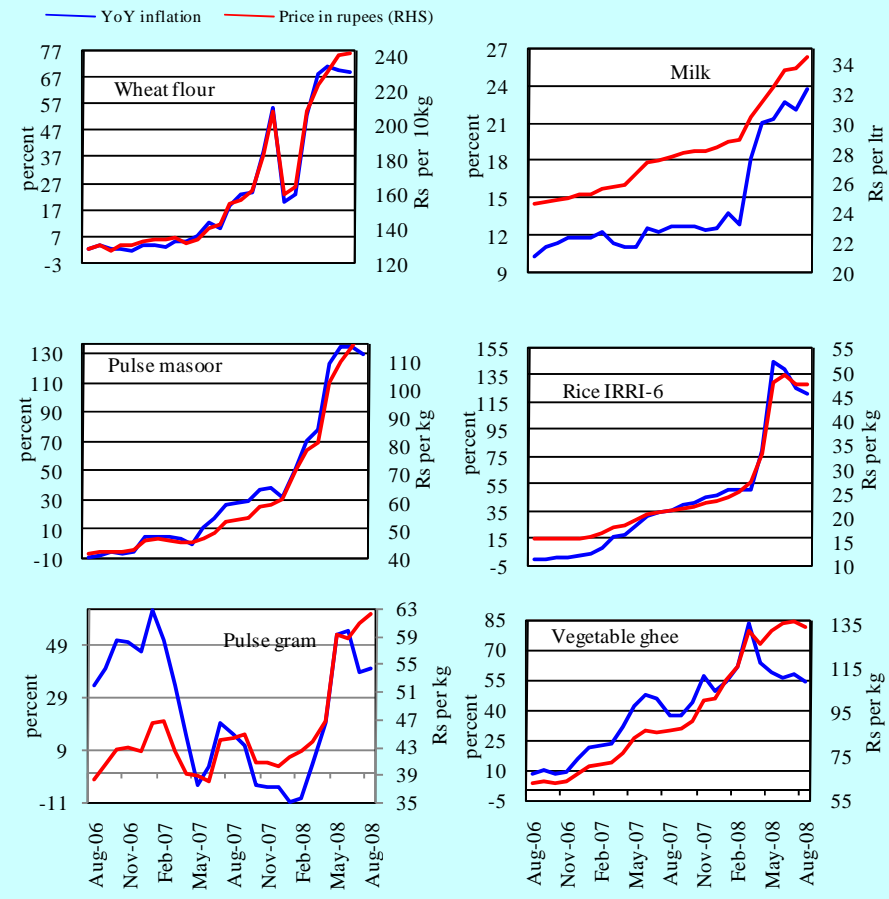 YoY inflation Price in rupees (RHS)
Wheat flour
percent
77
67
57
47
37
27
17
7
-3
240
220
200
180
160
140
120
Rs per 10kg
Milk
percent
27
24
21
18
15
12
9
34
32
30
28
26
24
22
20
Rs per ltr
Pulse masoor
percent
130
110
90
70
50
30
10
-10
110
100
90
80
70
60
50
40
Rs per kg
Rice IRRI-6
percent
155
135
115
95
75
55
35
15
-5
55
50
45
40
35
30
25
20
15
10
Rs per kg
Pulse gram
percent
49
29
9
-11
63
59
55
51
47
43
39
35
Rs per kg
Aug-06
Nov-06
Feb-07
May-07
Aug-07
Nov-07
Feb-08
May-08
Aug-08
Vegetable ghee
percent
85
70
55
40
25
10
-5
135
115
95
75
55
Rs per kg
Aug-06
Nov-06
Feb-07
May-07
Aug-07
Nov-07
Feb-08
May-08
Aug-08